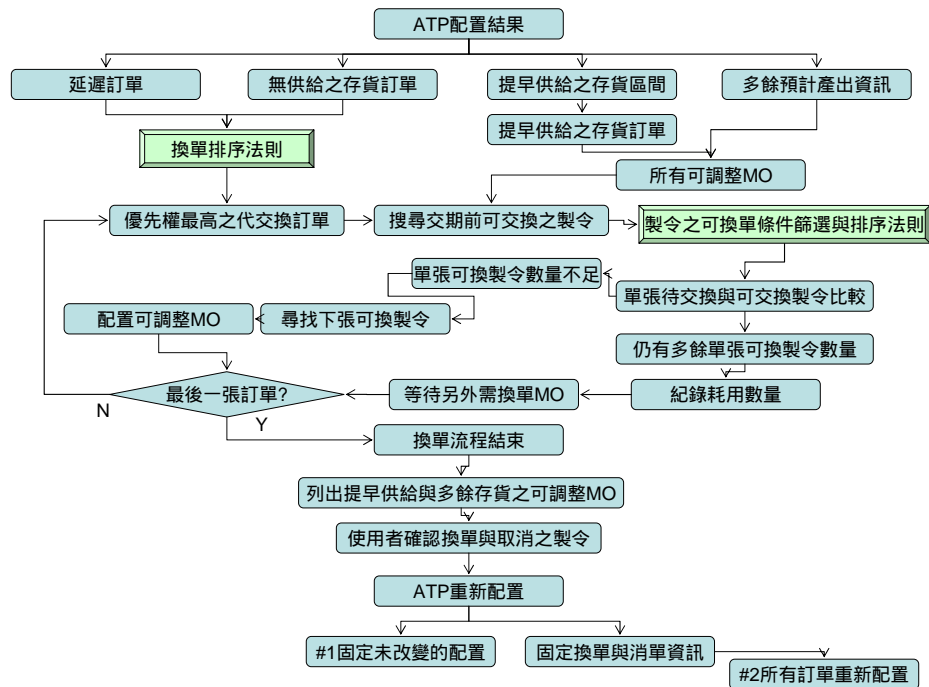 ATP配置結果
延遲訂單
無供給之存貨訂單
提早供給之存貨區間
多餘預計產出資訊
提早供給之存貨訂單
換單排序法則
所有可調整MO
優先權最高之代交換訂單
搜尋交期前可交換之製令
製令之可換單條件篩選與排序法則
單張可換製令數量不足
單張待交換與可交換製令比較
配置可調整MO
尋找下張可換製令
仍有多餘單張可換製令數量
最後一張訂單?
等待另外需換單MO
紀錄耗用數量
N
Y
換單流程結束
列出提早供給與多餘存貨之可調整MO
使用者確認換單與取消之製令
ATP重新配置
#1固定未改變的配置
固定換單與消單資訊
#2所有訂單重新配置